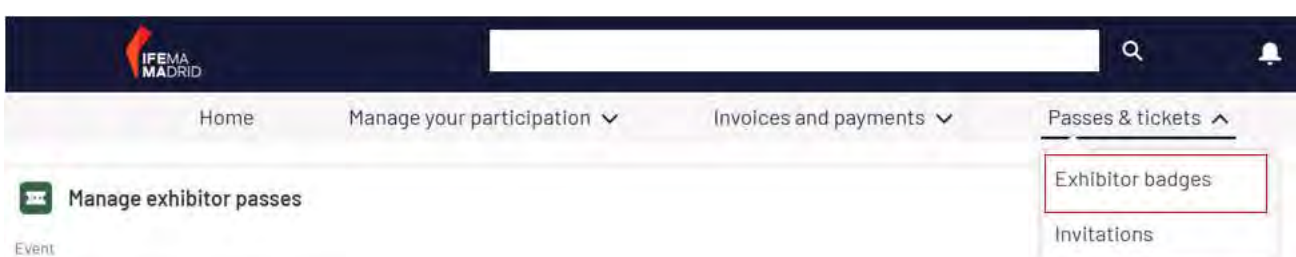 IFEMA
MADRID
Home Manage your participation Invoices and payments Passes & tickets
Exhibitor badges
Manage exhibitor passes
Invitations
Event